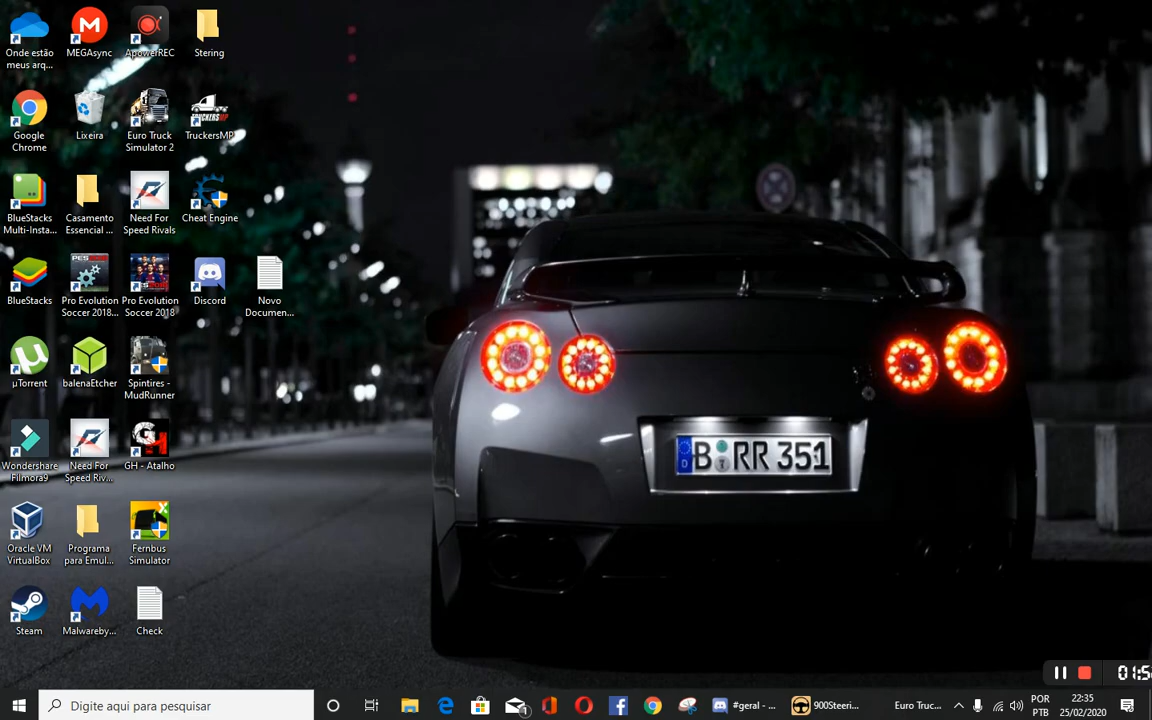 Onde estão
meus arq...
MEGAsync
ApowerREC
Stering
Google
Chrome
Lixeira
Euro Truck
Simulator 2
TruckersMP
BlueStacks
Multi-Insta...
Casamento
Essencial ...
Need For
Speed Rivals
Cheat Engine
BlueStacks
Pro Evolution
Soccer 2018...
Pro Evolution
Soccer 2018
Discord
Novo
Documen...
µTorrent
balenaEtcher
Spintires -
MudRunner
Wondershare
Filmora9
Need For
Speed Riv...
GH - Atalho
Oracle VM
VirtualBox
Programa
para Emul...
Fernbus
Simulator
Steam
Malwareby...
Check
B RR 351
D
01:5
Digite aqui para pesquisar
1
#geral - ...
900Steeri...
Euro Truc...
POR
PTB
22:35
25/02/2020